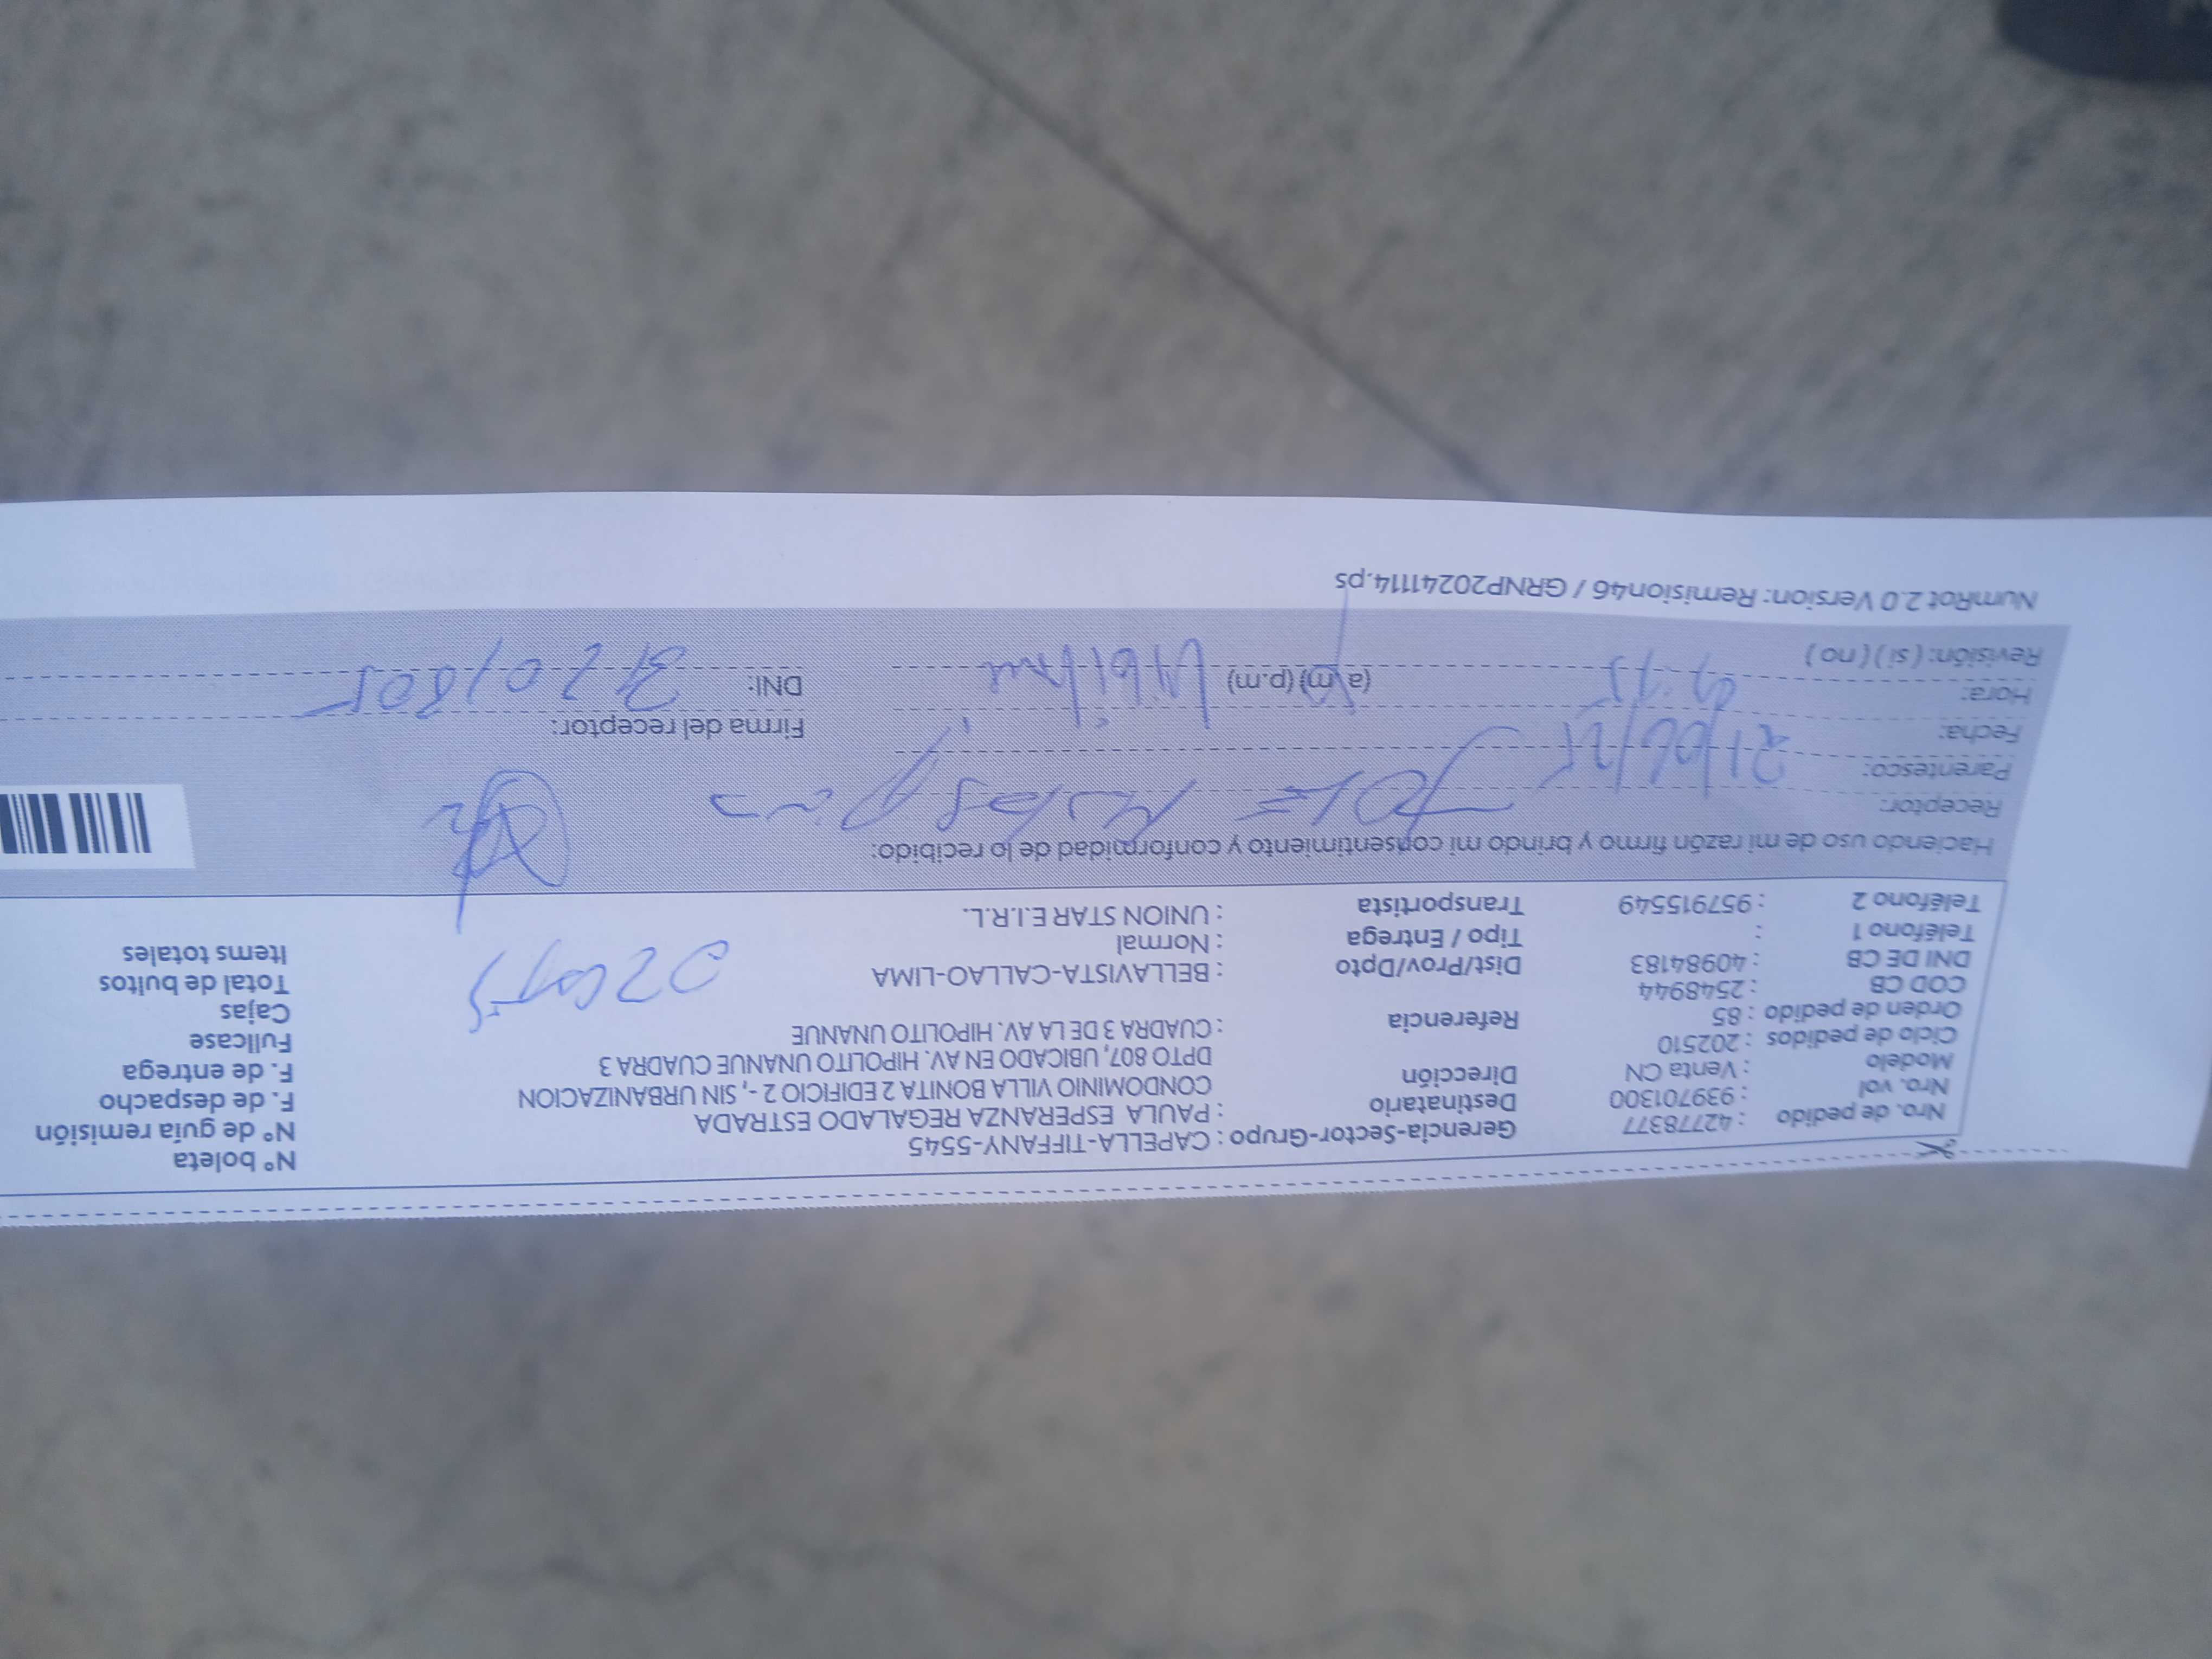 Nro. de pedido : 42778377 Gerencia-Sector-Grupo : CAPELLA-TIFFANY-5545 Nº boleta
Nro. vol : 939701300 Destinatario : PAULA ESPERANZA REGALADO ESTRADA Nº de guía remisión
Modelo : Venta CN Dirección CONDOMINIO VILLA BONITA 2 EDIFICIO 2 -, SIN URBANIZACION F. de despacho
Ciclo de pedidos : 202510 DPTO 807, UBICADO EN AV. HIPOLITO UNANUE CUADRA 3 F. de entrega
Orden de pedido : 85 Referencia : CUADRA 3 DE LA AV. HIPOLITO UNANUE Fullcase
COD CB : 2548944 Cajas
DNI DE CB : 40984183 Dist/Prov/Dpto : BELLAVISTA-CALLAO-LIMA Total de bultos
Teléfono 1 : Tipo / Entrega : Normal Items totales
Teléfono 2 : 957915549 Transportista : UNION STAR E.I.R.L.
Haciendo uso de mi razón firmo y brindo mi consentimiento y conformidad de lo recibido:
Receptor:
Parentesco:
Fecha: 21/06/25 Firma del receptor:
Hora: (a.m) (p.m) DNI:
Revisión: ( si ) ( no )
NumRot 2.0 Version: Remision46 / GRNP20241114.ps